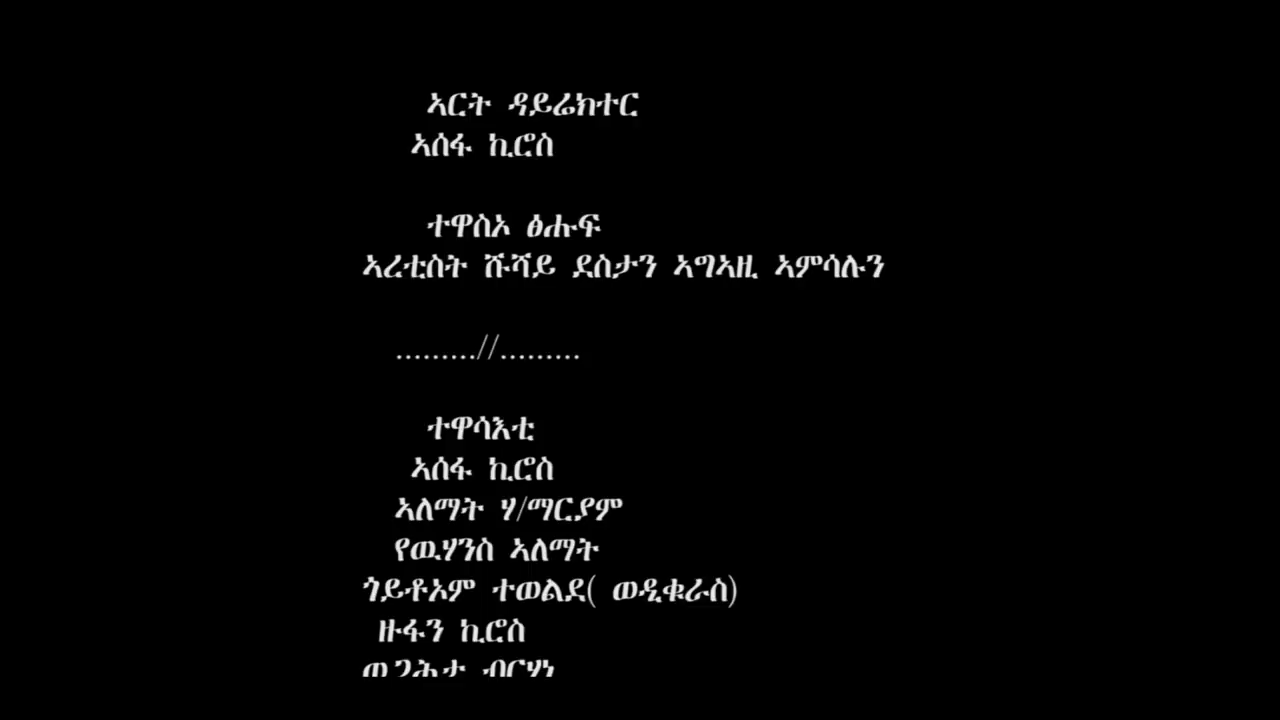 ኣርት ዳይሬክተር
ኣሰፋ ኪሮስ
ተዋስኦ ፅሑፍ
ኣረቲስት ሹሻይ ደስታን ኣግኣዚ ኣምሳሉን
.........//.........
ተዋሳእቲ
ኣሰፋ ኪሮስ
ኣለማት ሃ/ማርያም
የዉሃንስ ኣለማት
ጎይቶኦም ተወልደ( ወዲቁራስ)
ዙፋን ኪሮስ
ብርሃነ